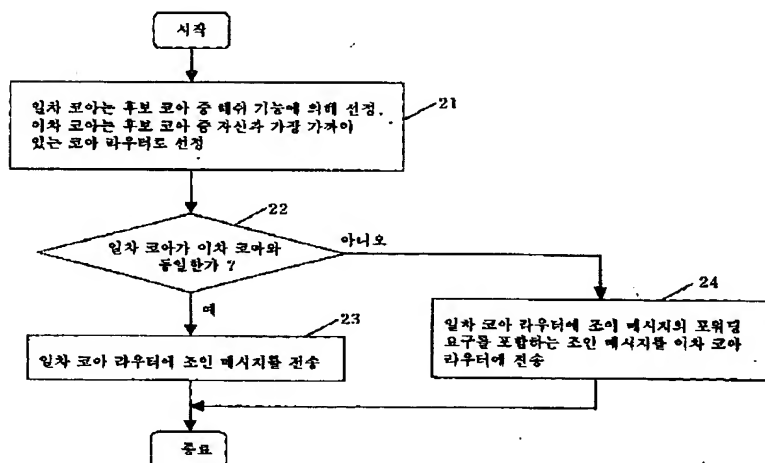 시작
일차 코아는 후보 코아 중 해쉬 기능에 의해 선정,
이차 코아는 후보 코아 중 자신과 가장 가까이
있는 코아 라우터로 선정
21
22
일차 코아가 이차 코아와
동일한가 ?
아니오
예
23
24
일차 코아 라우터에 조인 메시지를 전송
일차 코아 라우터에 조인 메시지의 포워딩
요구를 포함하는 조인 메시지를 이차 코아
라우터에 전송
종료